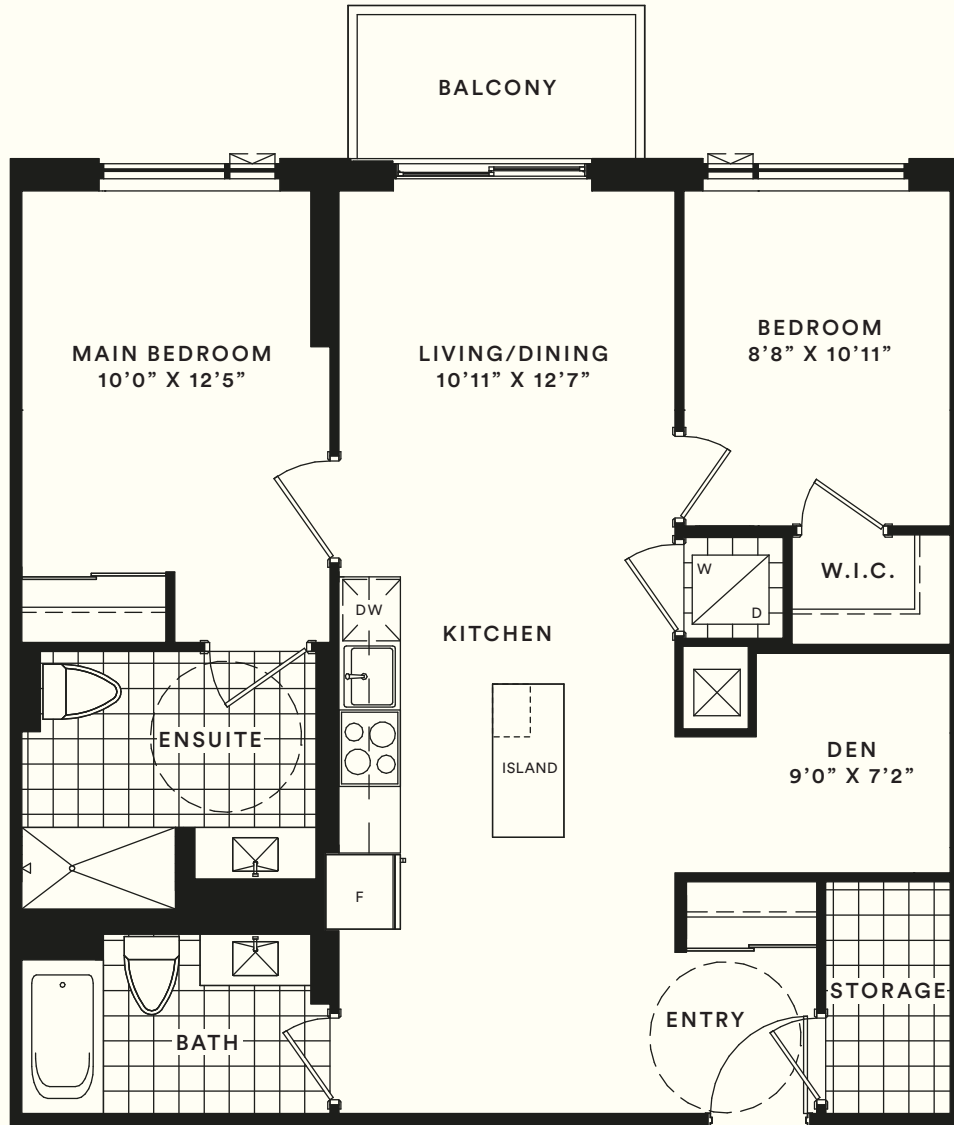 BALCONY
MAIN BEDROOM
10’0” X 12’5”
LIVING/DINING
10’11” X 12’7”
BEDROOM
8’8” X 10’11”
W
D
W.I.C.
DW
KITCHEN
ENSUITE
ISLAND
DEN
9’0” X 7’2”
F
STORAGE
ENTRY
BATH